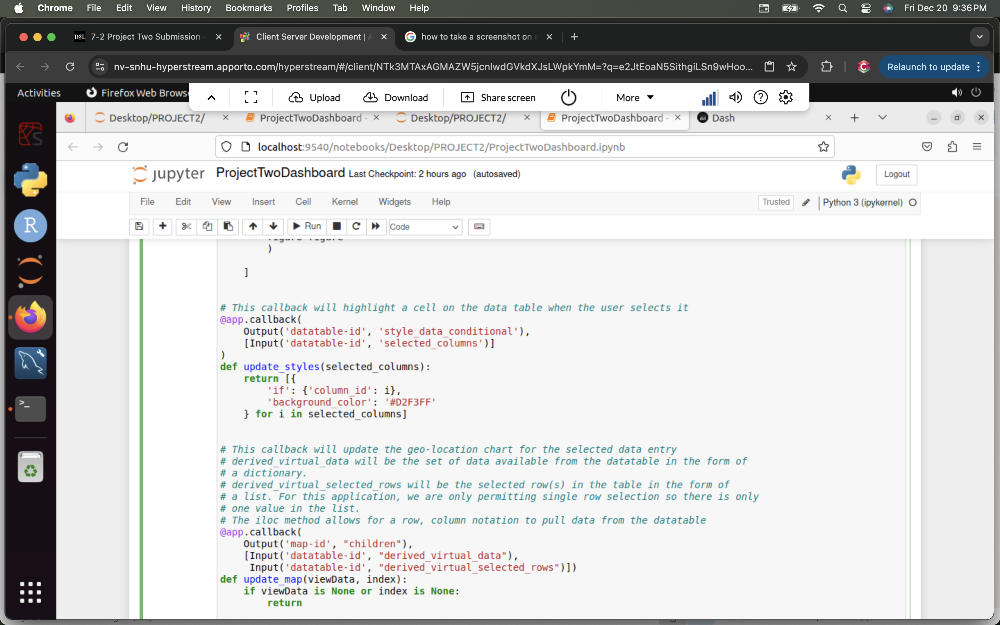 Chrome File Edit View History Bookmarks Profiles Tab Window Help Fri Dec 20 9:36 PM
D2L 7-2 Project Two Submission - Client Server Development | A how to take a screenshot on a
nv-snhu-hyperstream.apporto.com/hyperstream/#/client/NTk3MTAxAGMAZW5jcnlwdGVkdXJsLWpkYmM=?q=e2JtEoaN5SithgiLSn9wHoo... Relaunch to update
Activities Firefox Web Browse Upload Download Share screen More
Desktop/PROJECT2/ ProjectTwoDashboard - Desktop/PROJECT2/ ProjectTwoDashboard - Dash
localhost:9540/notebooks/Desktop/PROJECT2/ProjectTwoDashboard.ipynb
jupyter ProjectTwoDashboard Last Checkpoint: 2 hours ago (autosaved) Logout
File Edit View Insert Cell Kernel Widgets Help Trusted Python 3 (ipykernel)
Run Code
)
]
# This callback will highlight a cell on the data table when the user selects it
@app.callback(
    Output('datatable-id', 'style_data_conditional'),
    [Input('datatable-id', 'selected_columns')]
)
def update_styles(selected_columns):
    return [{
        'if': {'column_id': i},
        'background_color': '#D2F3FF'
    } for i in selected_columns]
# This callback will update the geo-location chart for the selected data entry
# derived_virtual_data will be the set of data available from the datatable in the form of
# a dictionary.
# derived_virtual_selected_rows will be the selected row(s) in the table in the form of
# a list. For this application, we are only permitting single row selection so there is only
# one value in the list.
# The iloc method allows for a row, column notation to pull data from the datatable
@app.callback(
    Output('map-id', "children"),
    [Input('datatable-id', "derived_virtual_data"),
     Input('datatable-id', "derived_virtual_selected_rows")])
def update_map(viewData, index):
    if viewData is None or index is None:
        return